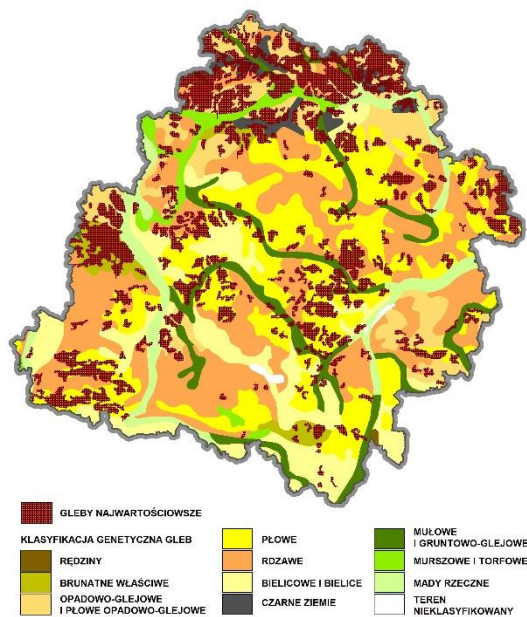 GLEBY NAJWARTOŚCIOWSZE
KLASYFIKACJA GENETYCZNA GLEB
RĘDZINY
BRUNATNE WŁAŚCIWE
OPADOWO-GLEJOWE
I PŁOWE OPADOWO-GLEJOWE
PŁOWE
RDZAWE
BIELICOWE I BIELICE
CZARNE ZIEMIE
MUŁOWE
I GRUNTOWO-GLEJOWE
MURSZOWE I TORFOWE
MADY RZECZNE
TEREN
NIEKLASYFIKOWANY